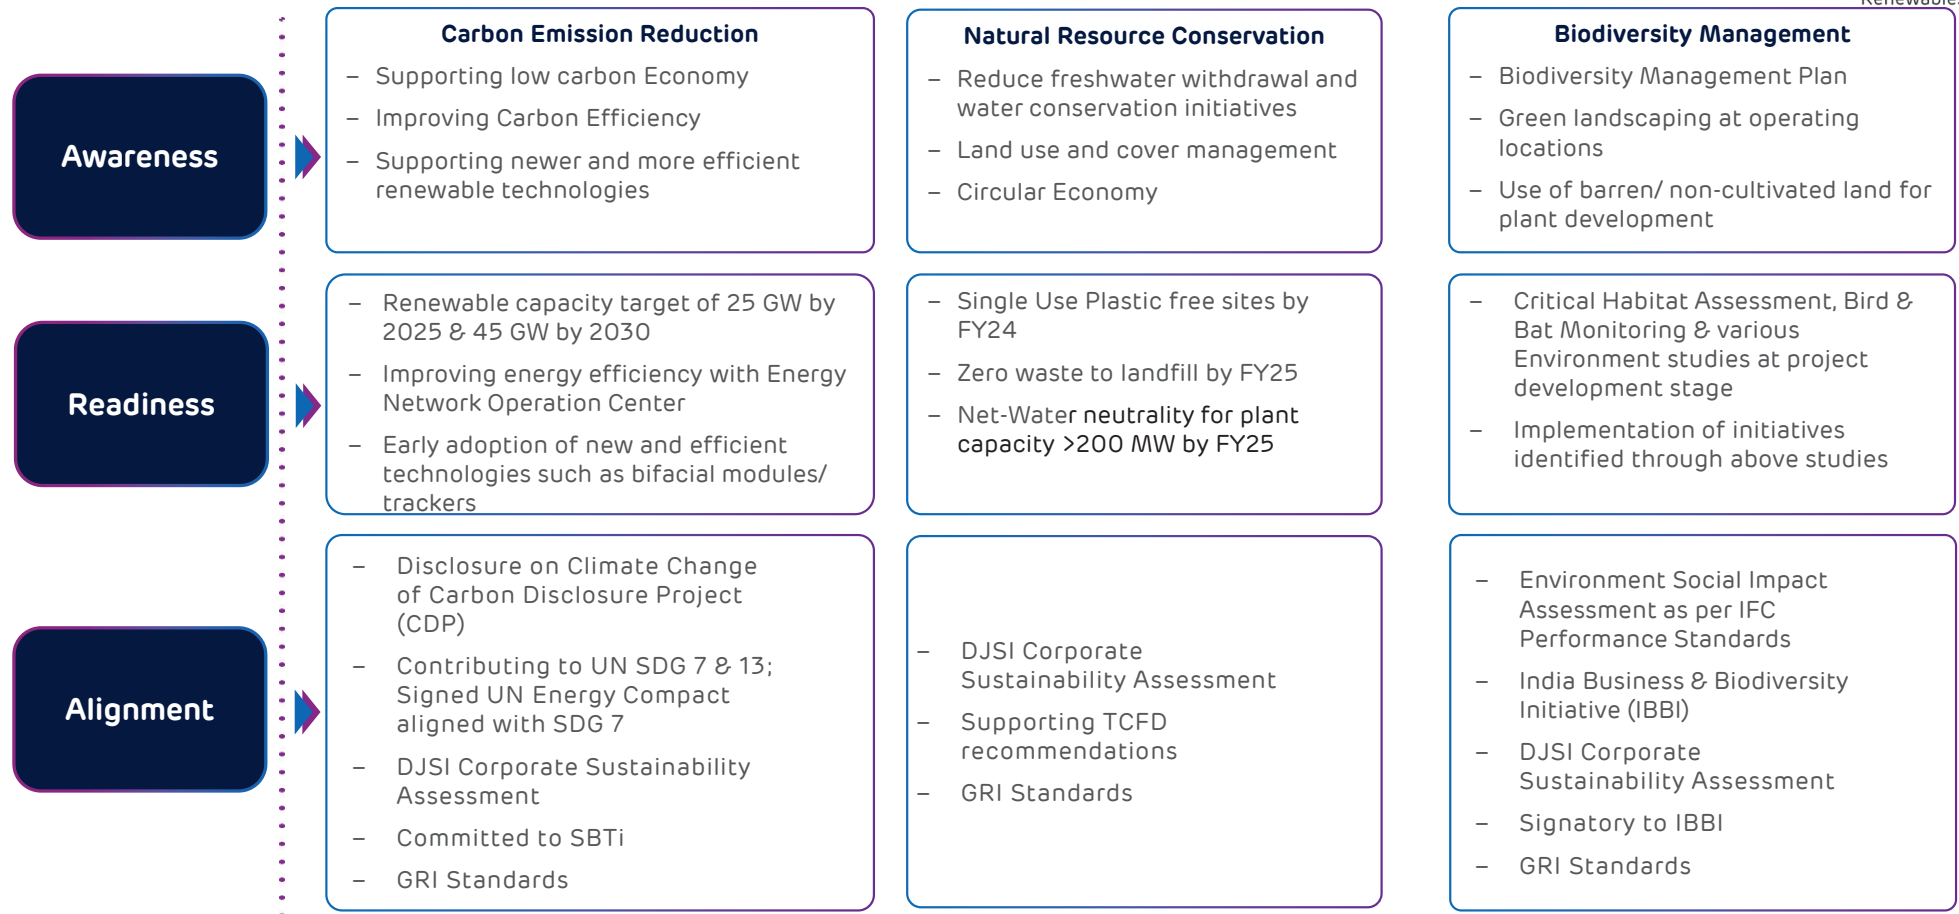 Renewables
Carbon Emission Reduction
– Supporting low carbon Economy
– Improving Carbon Efficiency
– Supporting newer and more efficient
renewable technologies
Natural Resource Conservation
– Reduce freshwater withdrawal and
water conservation initiatives
– Land use and cover management
– Circular Economy
Biodiversity Management
– Biodiversity Management Plan
– Green landscaping at operating
locations
– Use of barren/ non-cultivated land for
plant development
Awareness
– Renewable capacity target of 25 GW by
2025 & 45 GW by 2030
– Improving energy efficiency with Energy
Network Operation Center
– Early adoption of new and efficient
technologies such as bifacial modules/
trackers
– Single Use Plastic free sites by
FY24
– Zero waste to landfill by FY25
– Net-Water neutrality for plant
capacity >200 MW by FY25
– Critical Habitat Assessment, Bird &
Bat Monitoring & various
Environment studies at project
development stage
– Implementation of initiatives
identified through above studies
Readiness
– Disclosure on Climate Change
of Carbon Disclosure Project
(CDP)
– Contributing to UN SDG 7 & 13;
Signed UN Energy Compact
aligned with SDG 7
– DJSI Corporate Sustainability
Assessment
– Committed to SBTi
– GRI Standards
– DJSI Corporate
Sustainability Assessment
– Supporting TCFD
recommendations
– GRI Standards
– Environment Social Impact
Assessment as per IFC
Performance Standards
– India Business & Biodiversity
Initiative (IBBI)
– DJSI Corporate
Sustainability Assessment
– Signatory to IBBI
– GRI Standards
Alignment